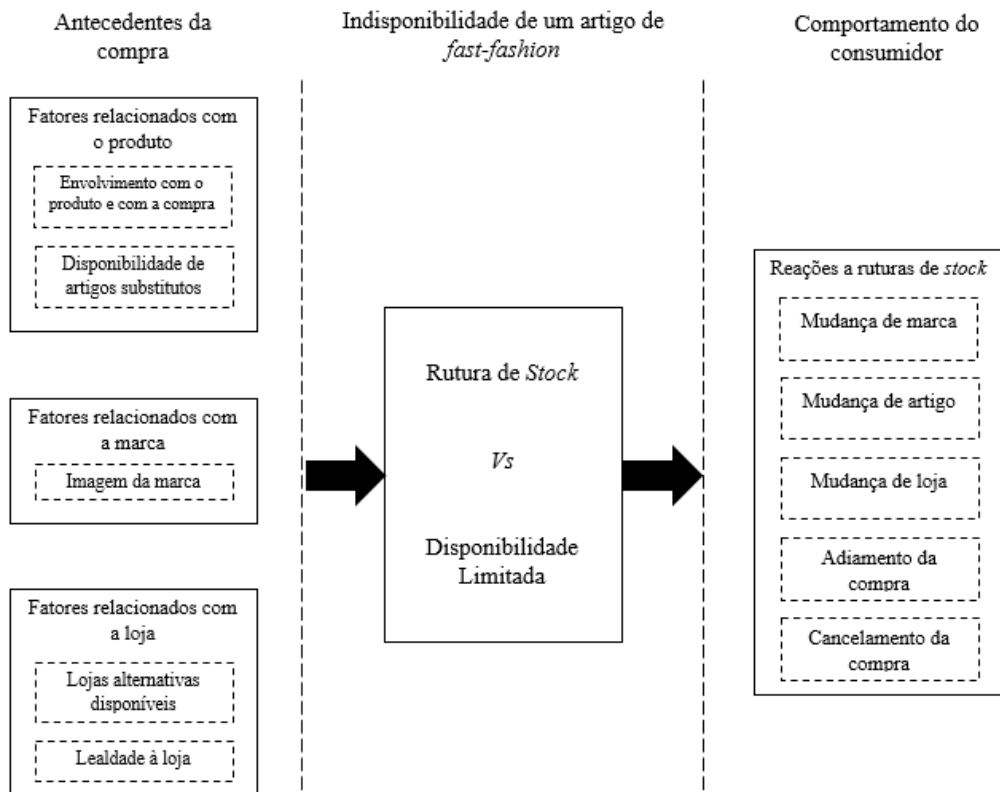 Antecedentes da
compra
Indisponibilidade de um artigo de
fast-fashion
Comportamento do
consumidor
Fatores relacionados com
o produto
Envolvimento com o
produto e com a compra
Disponibilidade de
artigos substitutos
Fatores relacionados com
a marca
Imagem da marca
Fatores relacionados com
a loja
Lojas alternativas
disponíveis
Lealdade à loja
Rutura de Stock
Vs
Disponibilidade
Limitada
Reações a ruturas de stock
Mudança de marca
Mudança de artigo
Mudança de loja
Adiamento da
compra
Cancelamento da
compra